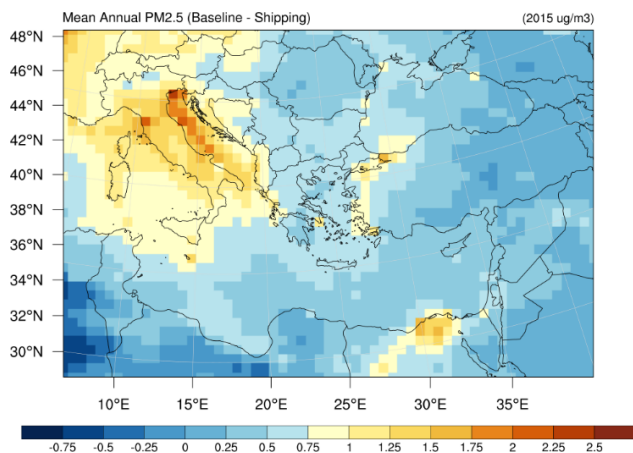 Mean Annual PM2.5 (Baseline - Shipping) (2015 ug/m3)
48°N
46°N
44°N
42°N
40°N
38°N
36°N
34°N
32°N
30°N
10°E 15°E 20°E 25°E 30°E 35°E
-0.75 -0.5 -0.25 0 0.25 0.5 0.75 1 1.25 1.5 1.75 2 2.25 2.5